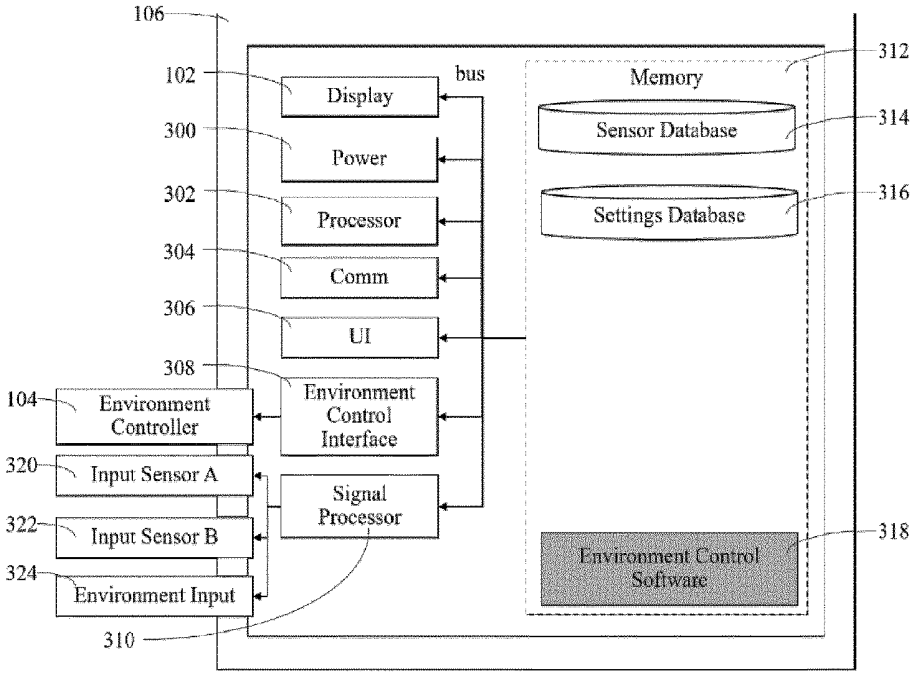 106
102
Display
bus
Memory
312
Sensor Database
314
300
Power
302
Processor
Settings Database
316
304
Comm
306
UI
308
Environment
Control
Interface
104
Environment
Controller
320
Input Sensor A
Signal
Processor
322
Input Sensor B
324
Environment Input
310
Environment Control
Software
318